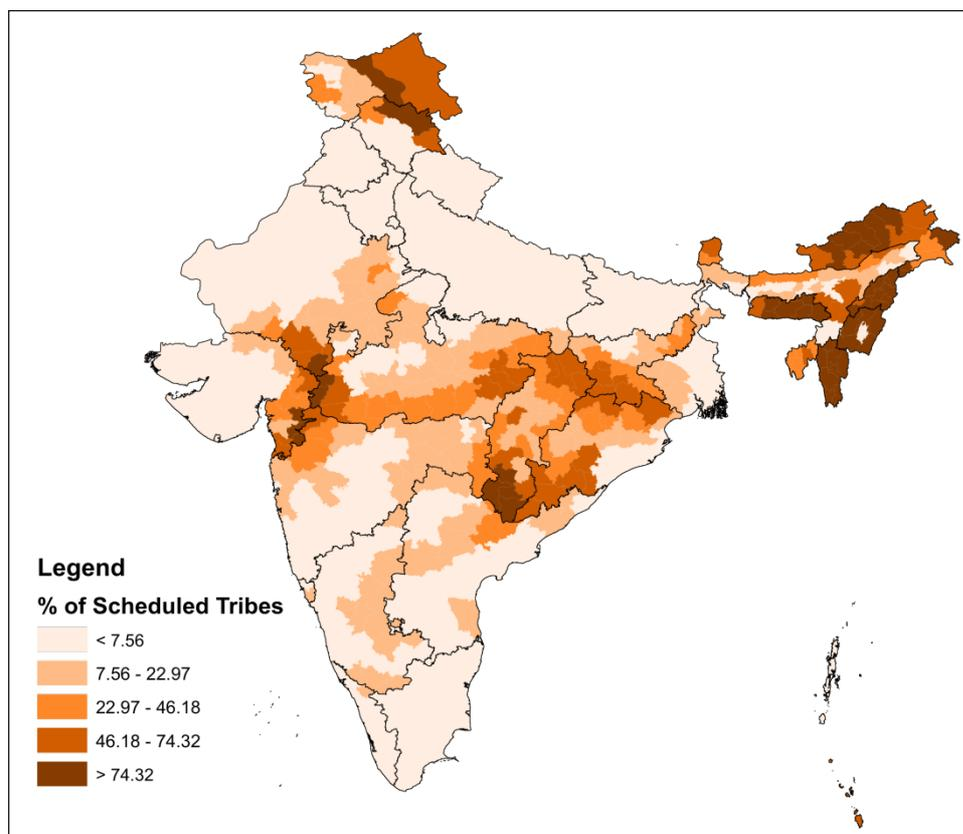 Legend
% of Scheduled Tribes
< 7.56
7.56 - 22.97
22.97 - 46.18
46.18 - 74.32
> 74.32